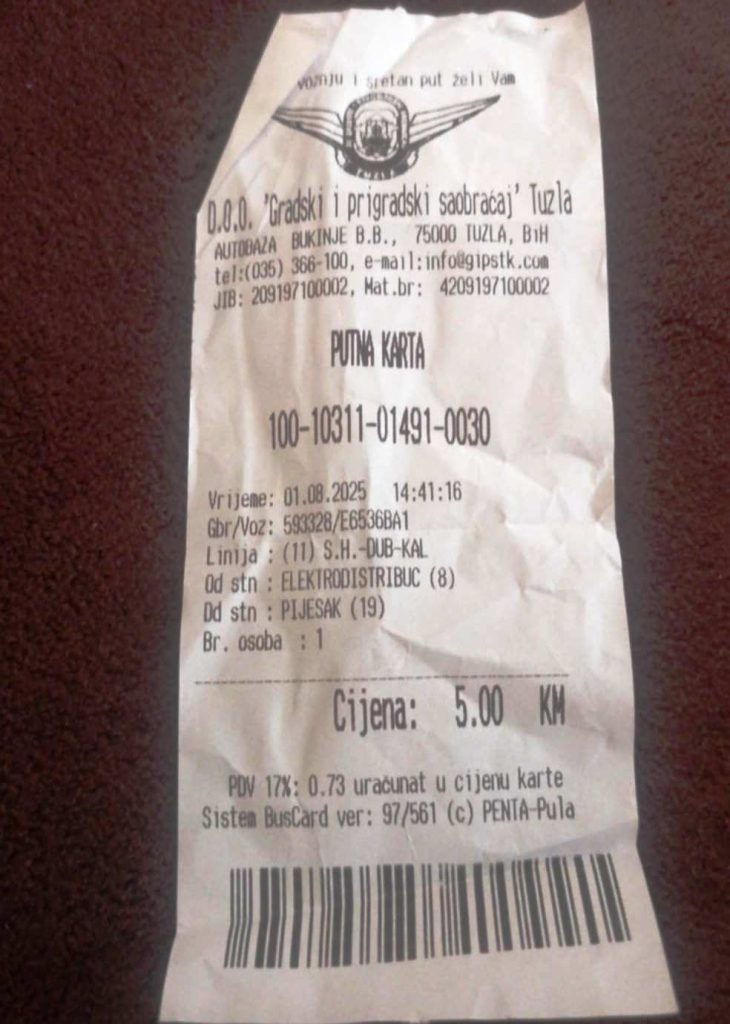 vožnju i sretan put želi Vam
TUZLA
D.O.O. 'Gradski i prigradski saobraćaj' Tuzla
AUTOBAZA BUKINJE B.B., 75000 TUZLA, BiH
tel:(035) 366-100, e-mail:info@gipstk.com
JIB: 209197100002, Mat.br: 4209197100002
PUTNA KARTA
100-10311-01491-0030
Vrijeme: 01.08.2025 14:41:16
Gbr/Voz: 593328/E6536BA1
Linija : (11) S.H.-DUB-KAL
Od stn : ELEKTRODISTRIBUC (8)
Dd stn : PIJESAK (19)
Br. osoba : 1
Cijena: 5.00 KM
PDV 17%: 0.73 uračunat u cijenu karte
Sistem BusCard ver: 97/561 (c) PENTA-Pula